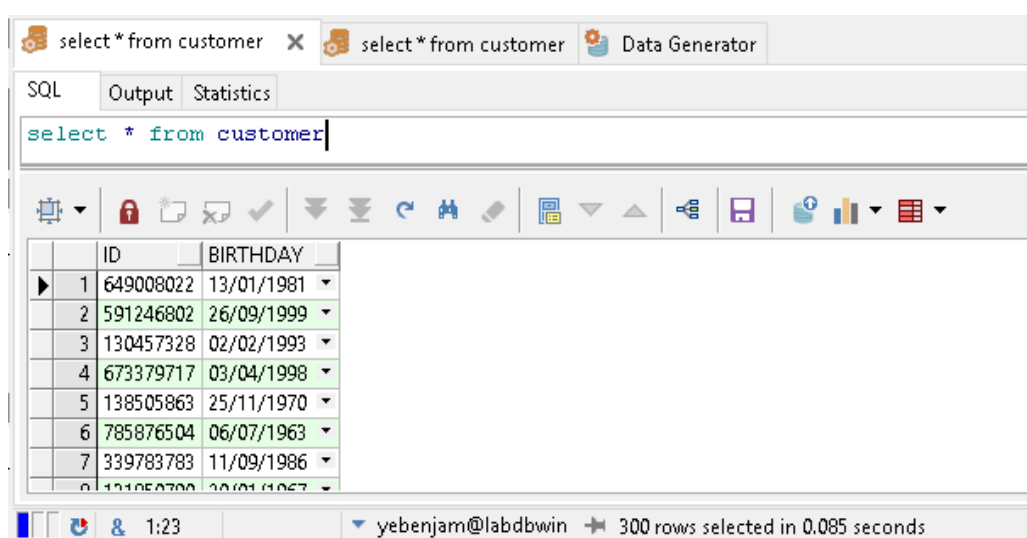 select * from customer select * from customer Data Generator
SQL Output Statistics
select * from customer
ID BIRTHDAY
1 649008022 13/01/1981
2 591246802 26/09/1999
3 130457328 02/02/1993
4 673379717 03/04/1998
5 138505863 25/11/1970
6 785876504 06/07/1963
7 339783783 11/09/1986
& 1:23 yebenjam@labdbwin 300 rows selected in 0.085 seconds